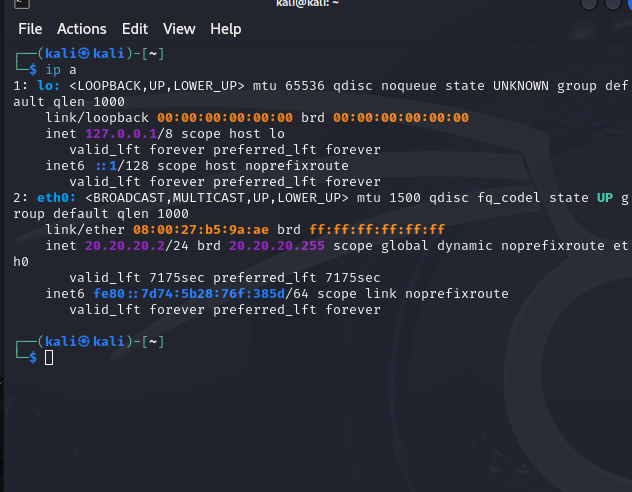 kali@kali: ~
File Actions Edit View Help
┌──(kali㉿kali)-[~]
└─$ ip a
1: lo: <LOOPBACK,UP,LOWER_UP> mtu 65536 qdisc noqueue state UNKNOWN group def
ault qlen 1000
    link/loopback 00:00:00:00:00:00 brd 00:00:00:00:00:00
    inet 127.0.0.1/8 scope host lo
       valid_lft forever preferred_lft forever
    inet6 ::1/128 scope host noprefixroute
       valid_lft forever preferred_lft forever
2: eth0: <BROADCAST,MULTICAST,UP,LOWER_UP> mtu 1500 qdisc fq_codel state UP g
roup default qlen 1000
    link/ether 08:00:27:b5:9a:ae brd ff:ff:ff:ff:ff:ff
    inet 20.20.20.2/24 brd 20.20.20.255 scope global dynamic noprefixroute et
h0
       valid_lft 7175sec preferred_lft 7175sec
    inet6 fe80::7d74:5b28:76f:385d/64 scope link noprefixroute
       valid_lft forever preferred_lft forever
┌──(kali㉿kali)-[~]
└─$